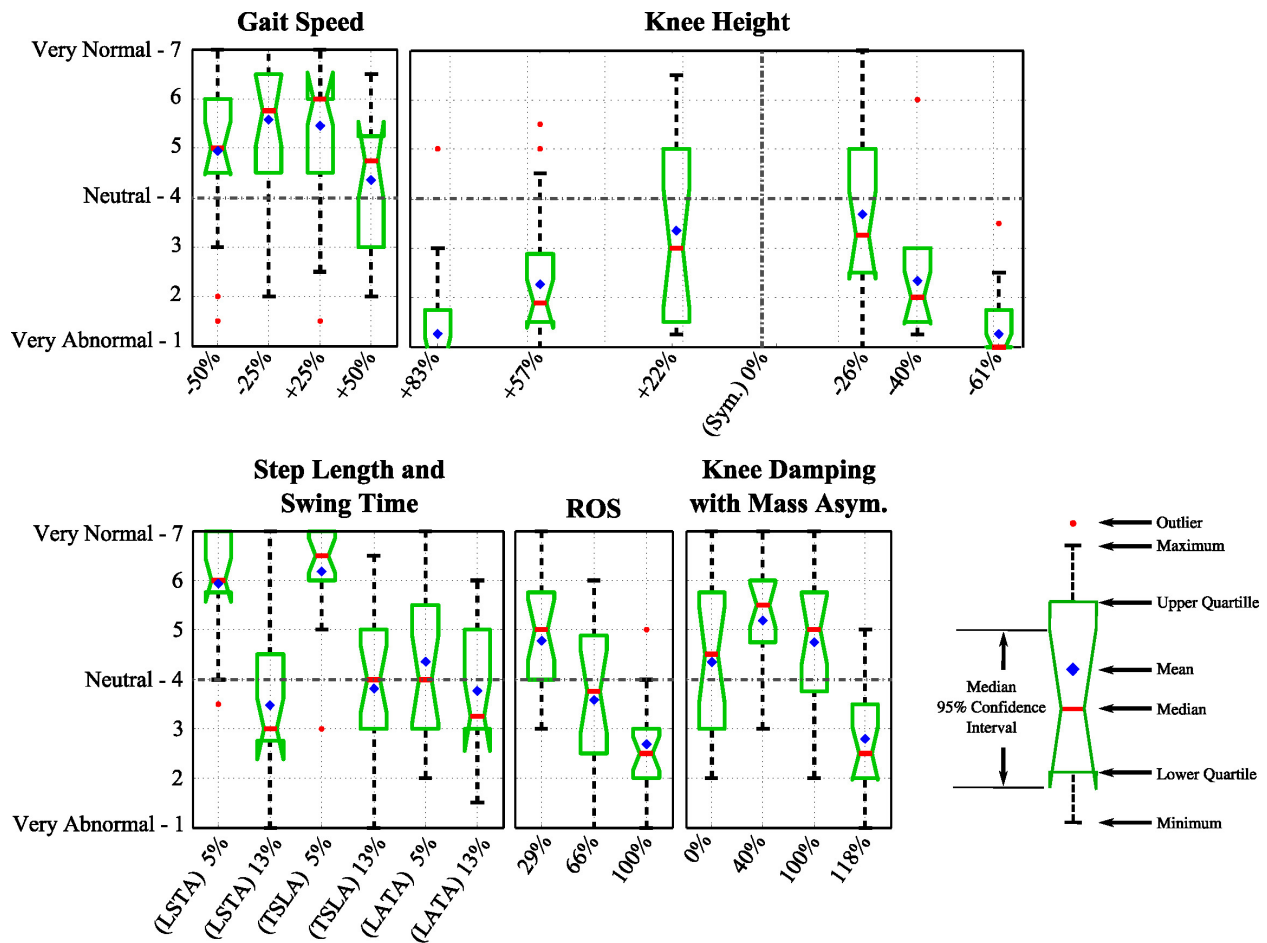 Gait Speed
Knee Height
Very Normal - 7
6
5
Neutral - 4
3
2
Very Abnormal - 1
-50%
-25%
+25%
+50%
+83%
+57%
+22%
(Sym.) 0%
-26%
-40%
-61%
Step Length and
Swing Time
ROS
Knee Damping
with Mass Asym.
Very Normal - 7
6
5
Neutral - 4
3
2
Very Abnormal - 1
(LSTA) 5%
(LSTA) 13%
(TSLA) 5%
(TSLA) 13%
(LATA) 5%
(LATA) 13%
29%
66%
100%
0%
40%
100%
118%
Outlier
Maximum
Upper Quartille
Mean
Median
95% Confidence
Interval
Median
Lower Quartile
Minimum